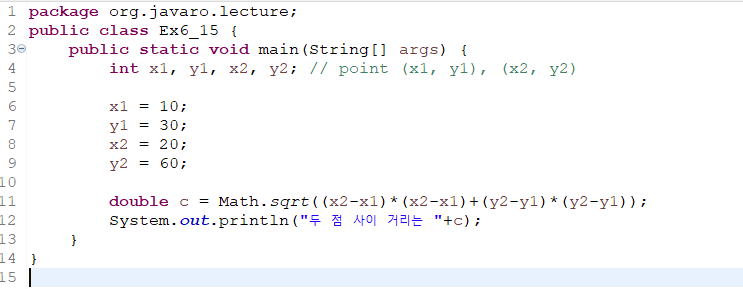 1 package org.javaro.lecture;
2 public class Ex6_15 {
3 public static void main(String[] args) {
4 int x1, y1, x2, y2; // point (x1, y1), (x2, y2)
5
6 x1 = 10;
7 y1 = 30;
8 x2 = 20;
9 y2 = 60;
10
11 double c = Math.sqrt((x2-x1)*(x2-x1)+(y2-y1)*(y2-y1));
12 System.out.println("두 점 사이 거리는 "+c);
13 }
14 }
15